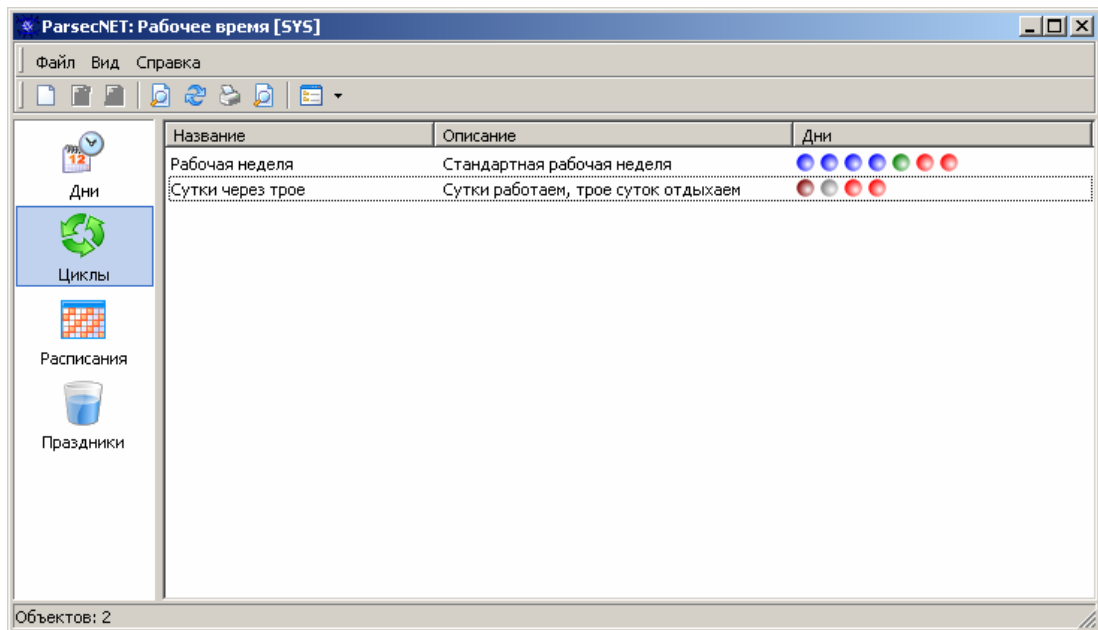 ParsecNET: Рабочее время [SYS]
Файл Вид Справка
Название Описание Дни
Рабочая неделя Стандартная рабочая неделя
Сутки через трое Сутки работаем, трое суток отдыхаем
12
Дни
Циклы
Расписания
Праздники
Объектов: 2